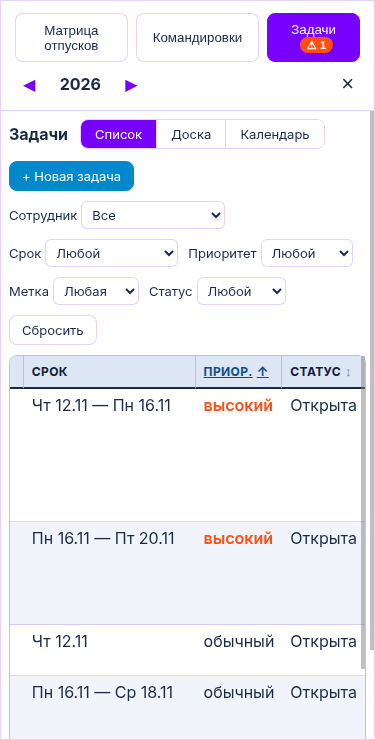 Матрица
отпусков
Командировки
Задачи
⚠ 1
◀ 2026 ▶ ×
Задачи Список Доска Календарь
+ Новая задача
Сотрудник Все
Срок Любой Приоритет Любой
Метка Любая Статус Любой
Сбросить
СРОК ПРИОР. ↑ СТАТУС ↕
Чт 12.11 — Пн 16.11 высокий Открыта
Пн 16.11 — Пт 20.11 высокий Открыта
Чт 12.11 обычный Открыта
Пн 16.11 — Ср 18.11 обычный Открыта